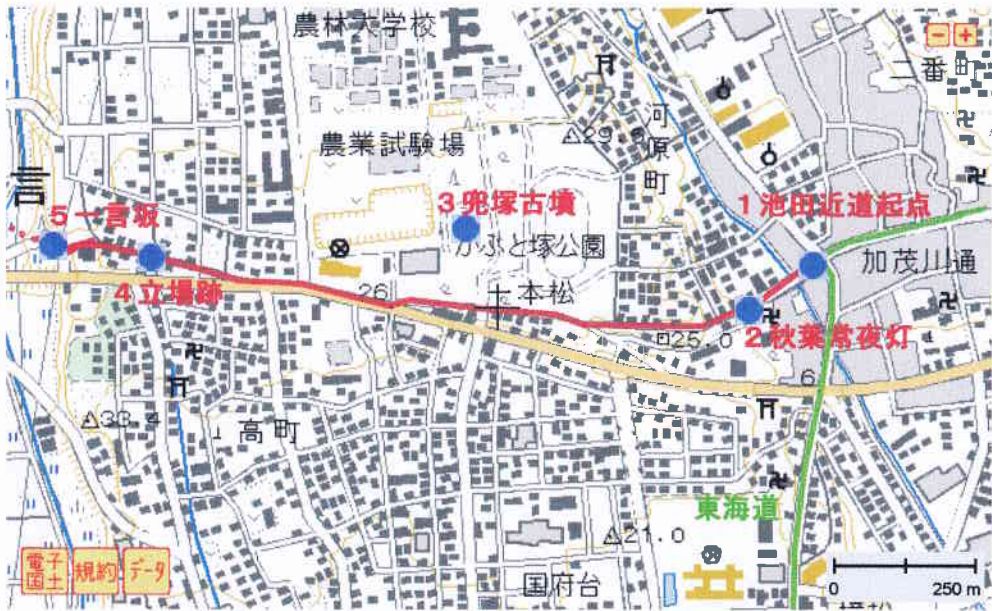 農林大学校
二番町
農業試験場
29.
河原町
言
5一言坂
3兜塚古墳
1池田近道起点
かぶと塚公園
加茂川通
4立場跡
26
一本松
25.0
2秋葉常夜灯
6
33.4
高町
東海道
21.0
国府台
電子国土
規約
データ
0
250 m